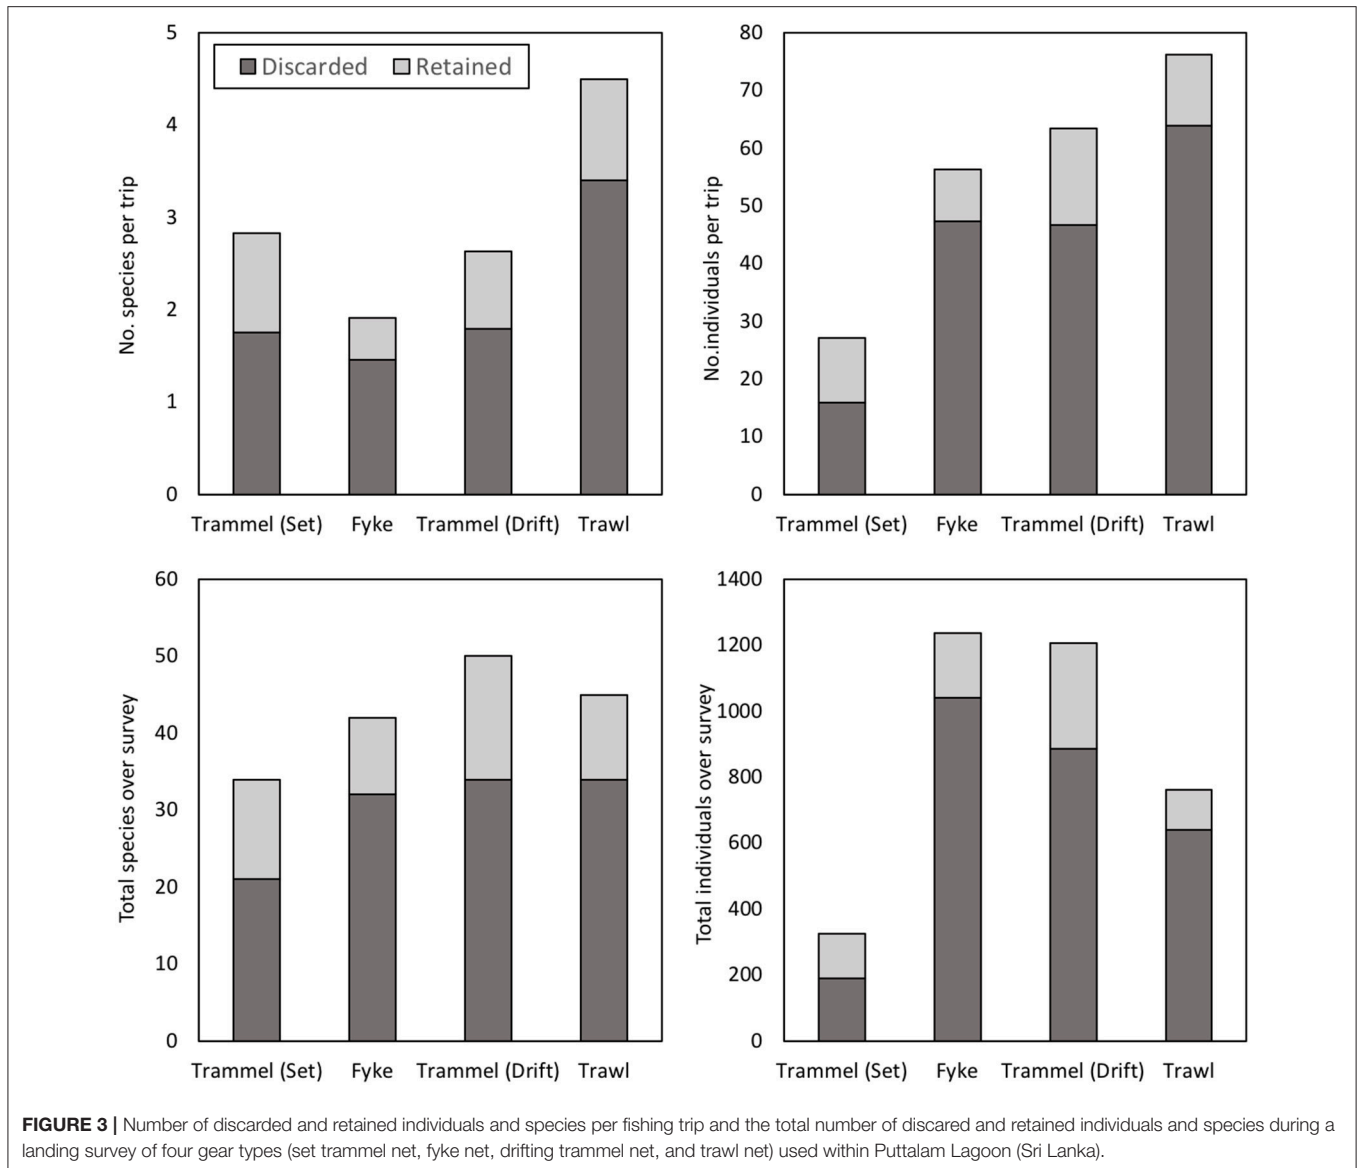 Discarded Retained
No. species per trip
5
4
3
2
1
0
Trammel (Set) Fyke Trammel (Drift) Trawl
No.individuals per trip
80
70
60
50
40
30
20
10
0
Trammel (Set) Fyke Trammel (Drift) Trawl
Total species over survey
60
50
40
30
20
10
0
Trammel (Set) Fyke Trammel (Drift) Trawl
Total individuals over survey
1400
1200
1000
800
600
400
200
0
Trammel (Set) Fyke Trammel (Drift) Trawl
FIGURE 3 | Number of discarded and retained individuals and species per fishing trip and the total number of discared and retained individuals and species during a
landing survey of four gear types (set trammel net, fyke net, drifting trammel net, and trawl net) used within Puttalam Lagoon (Sri Lanka).